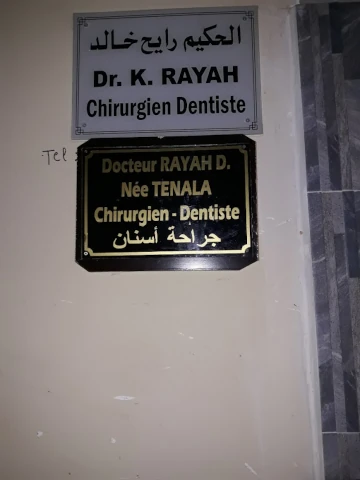 الحكيم رايح خالد
Dr. K. RAYAH
Chirurgien Dentiste
Tel :
Docteur RAYAH D.
Née TENALA
Chirurgien - Dentiste
جراحة أسنان